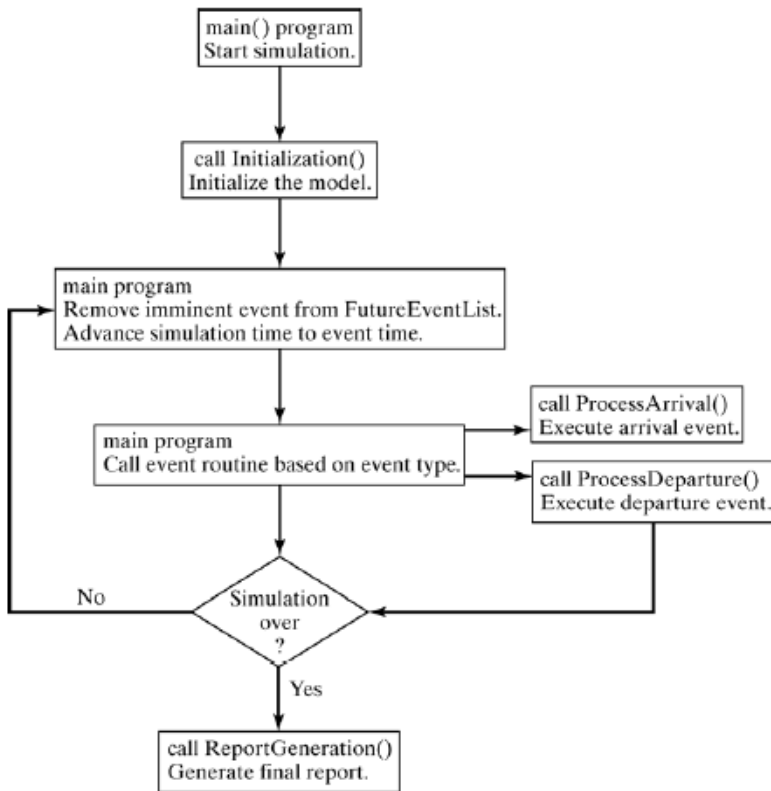 main() program
Start simulation.
call Initialization()
Initialize the model.
main program
Remove imminent event from FutureEventList.
Advance simulation time to event time.
main program
Call event routine based on event type.
call ProcessArrival()
Execute arrival event.
call ProcessDeparture()
Execute departure event.
No
Simulation
over
?
Yes
call ReportGeneration()
Generate final report.